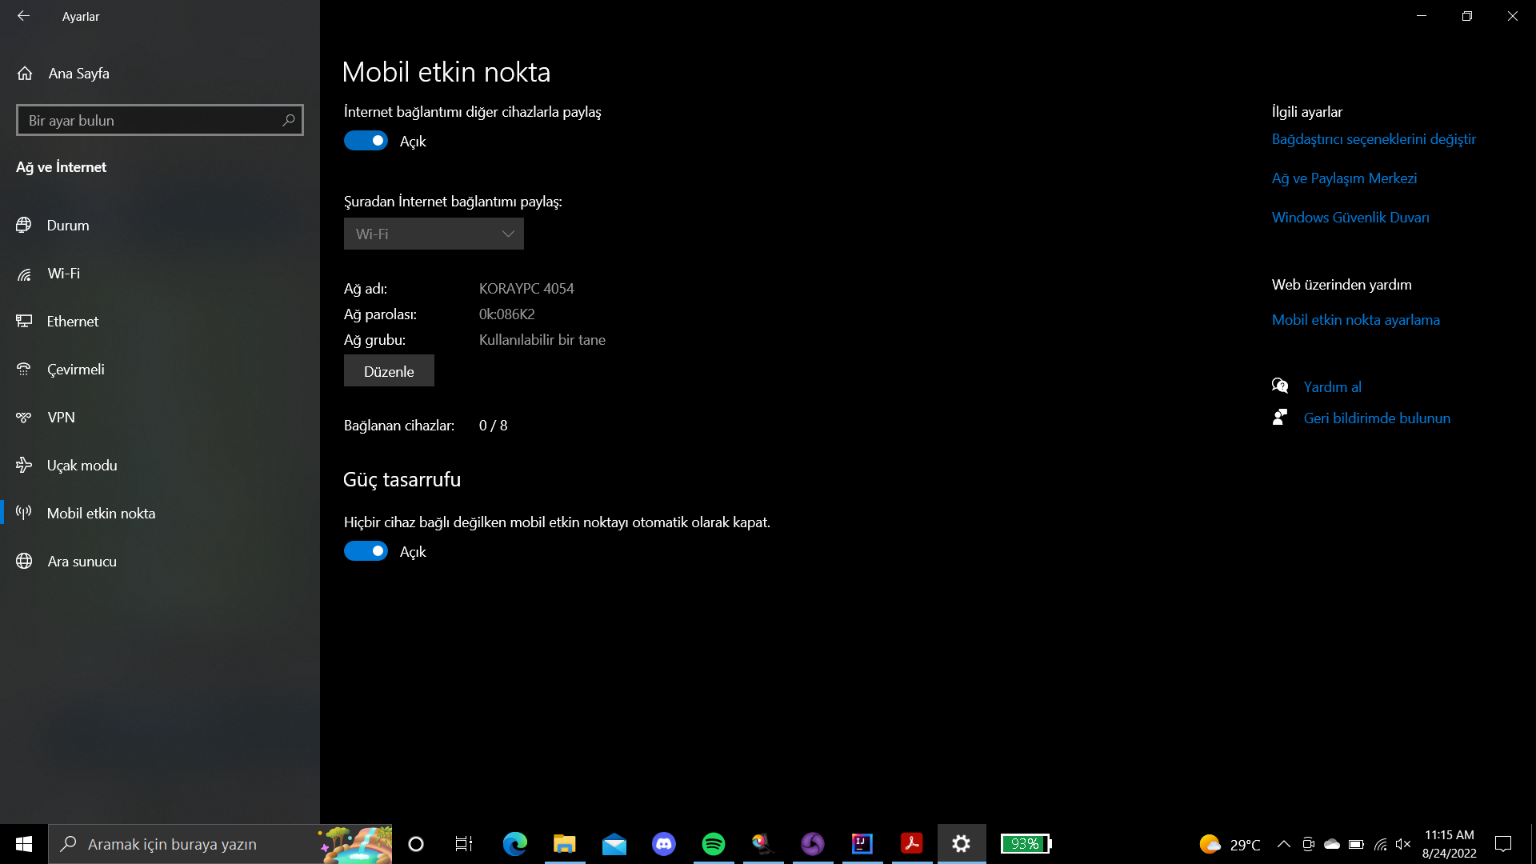 Ayarlar
Ana Sayfa
Bir ayar bulun
Ağ ve İnternet
Durum
Wi-Fi
Ethernet
Çevirmeli
VPN
Uçak modu
Mobil etkin nokta
Ara sunucu
Mobil etkin nokta
İnternet bağlantımı diğer cihazlarla paylaş
Açık
Şuradan İnternet bağlantımı paylaş:
Wi-Fi
Ağ adı: KORAYPC 4054
Ağ parolası: 0k:086K2
Ağ grubu: Kullanılabilir bir tane
Düzenle
Bağlanan cihazlar: 0 / 8
Güç tasarrufu
Hiçbir cihaz bağlı değilken mobil etkin noktayı otomatik olarak kapat.
Açık
İlgili ayarlar
Bağdaştırıcı seçeneklerini değiştir
Ağ ve Paylaşım Merkezi
Windows Güvenlik Duvarı
Web üzerinden yardım
Mobil etkin nokta ayarlama
Yardım al
Geri bildirimde bulunun
Aramak için buraya yazın
93%
29°C
11:15 AM
8/24/2022